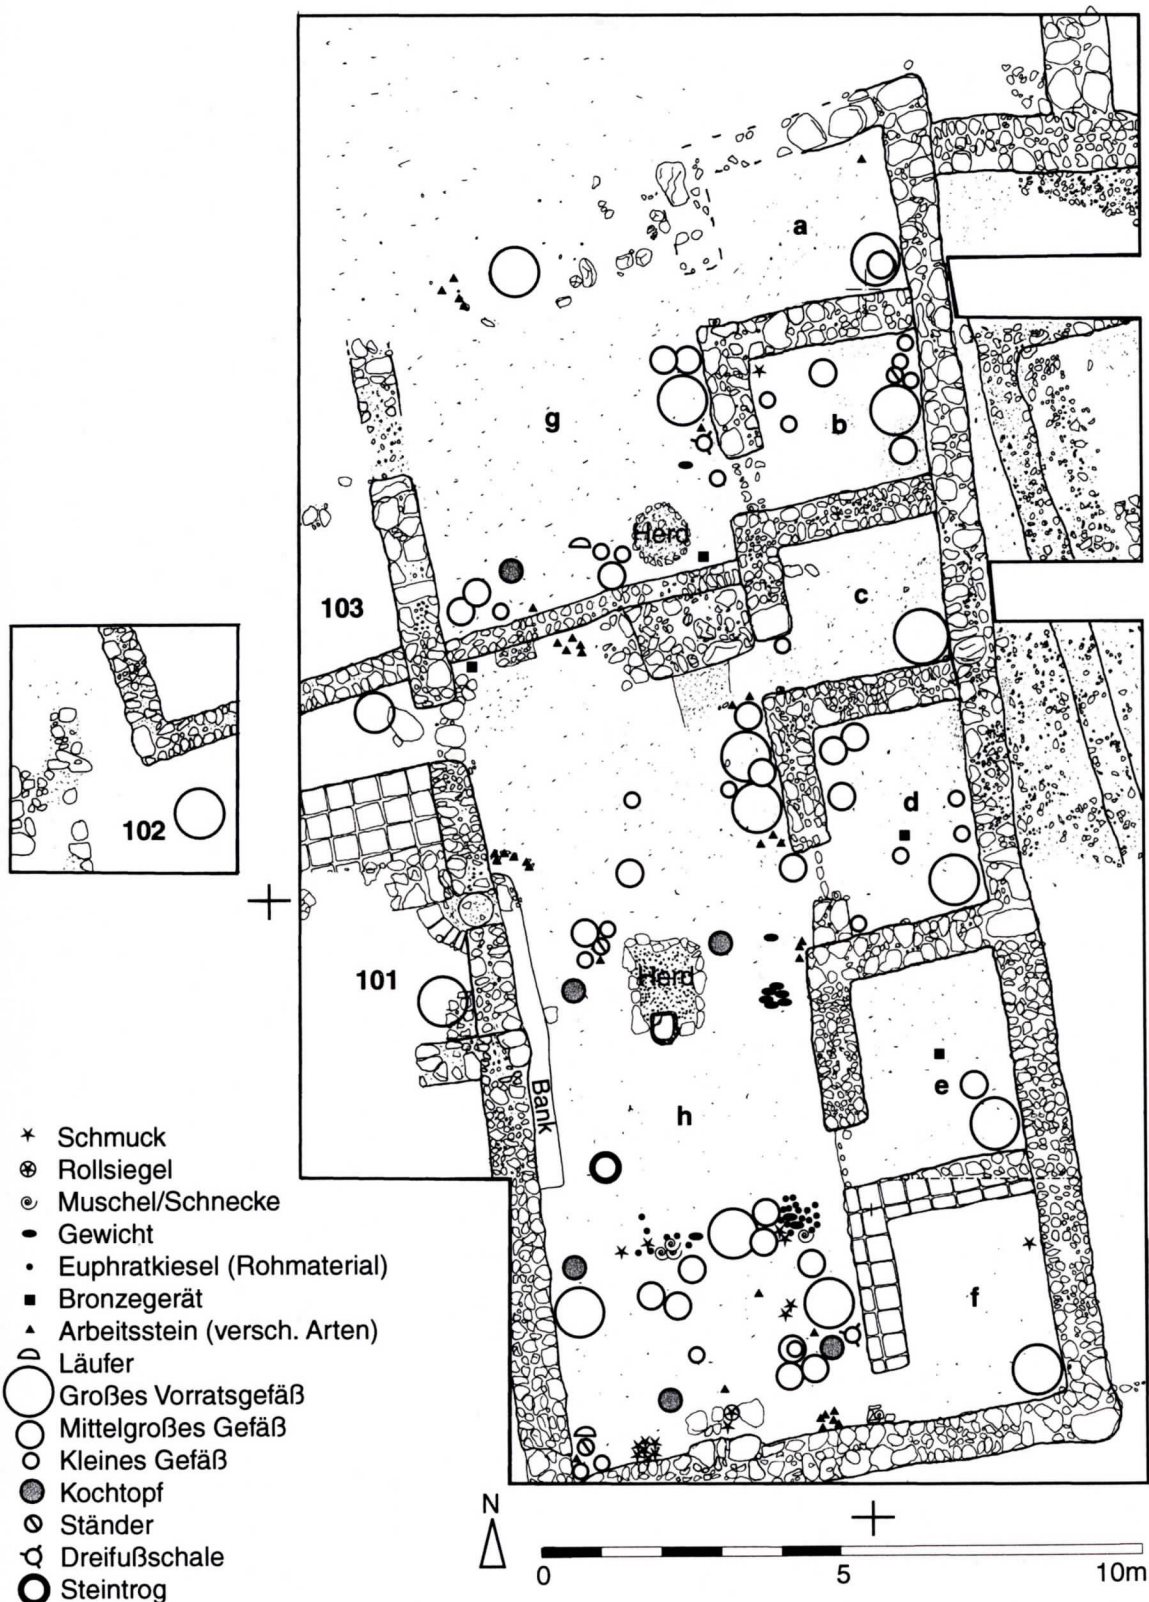 a
b
g
Herd
103
c
102
d
101
Herd
e
Bank
h
f
Schmuck
Rollsiegel
Muschel/Schnecke
Gewicht
Euphratkiesel (Rohmaterial)
Bronzegerät
Arbeitsstein (versch. Arten)
Läufer
Großes Vorratsgefäß
Mittelgroßes Gefäß
Kleines Gefäß
Kochtopf
Ständer
Dreifußschale
Steintrog
N
0 5 10m